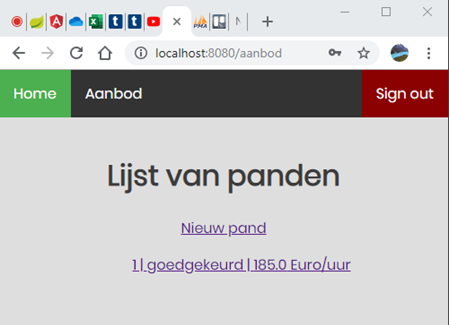 localhost:8080/aanbod
Home Aanbod Sign out
Lijst van panden
Nieuw pand
1 | goedgekeurd | 185.0 Euro/uur